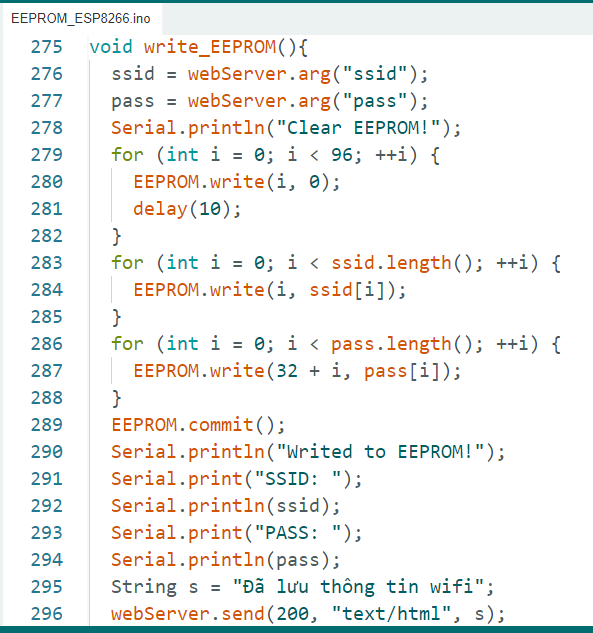 EEPROM_ESP8266.ino
275 void write_EEPROM(){
276 ssid = webServer.arg("ssid");
277 pass = webServer.arg("pass");
278 Serial.println("Clear EEPROM!");
279 for (int i = 0; i < 96; ++i) {
280 EEPROM.write(i, 0);
281 delay(10);
282 }
283 for (int i = 0; i < ssid.length(); ++i) {
284 EEPROM.write(i, ssid[i]);
285 }
286 for (int i = 0; i < pass.length(); ++i) {
287 EEPROM.write(32 + i, pass[i]);
288 }
289 EEPROM.commit();
290 Serial.println("Writed to EEPROM!");
291 Serial.print("SSID: ");
292 Serial.println(ssid);
293 Serial.print("PASS: ");
294 Serial.println(pass);
295 String s = "Đã lưu thông tin wifi";
296 webServer.send(200, "text/html", s);